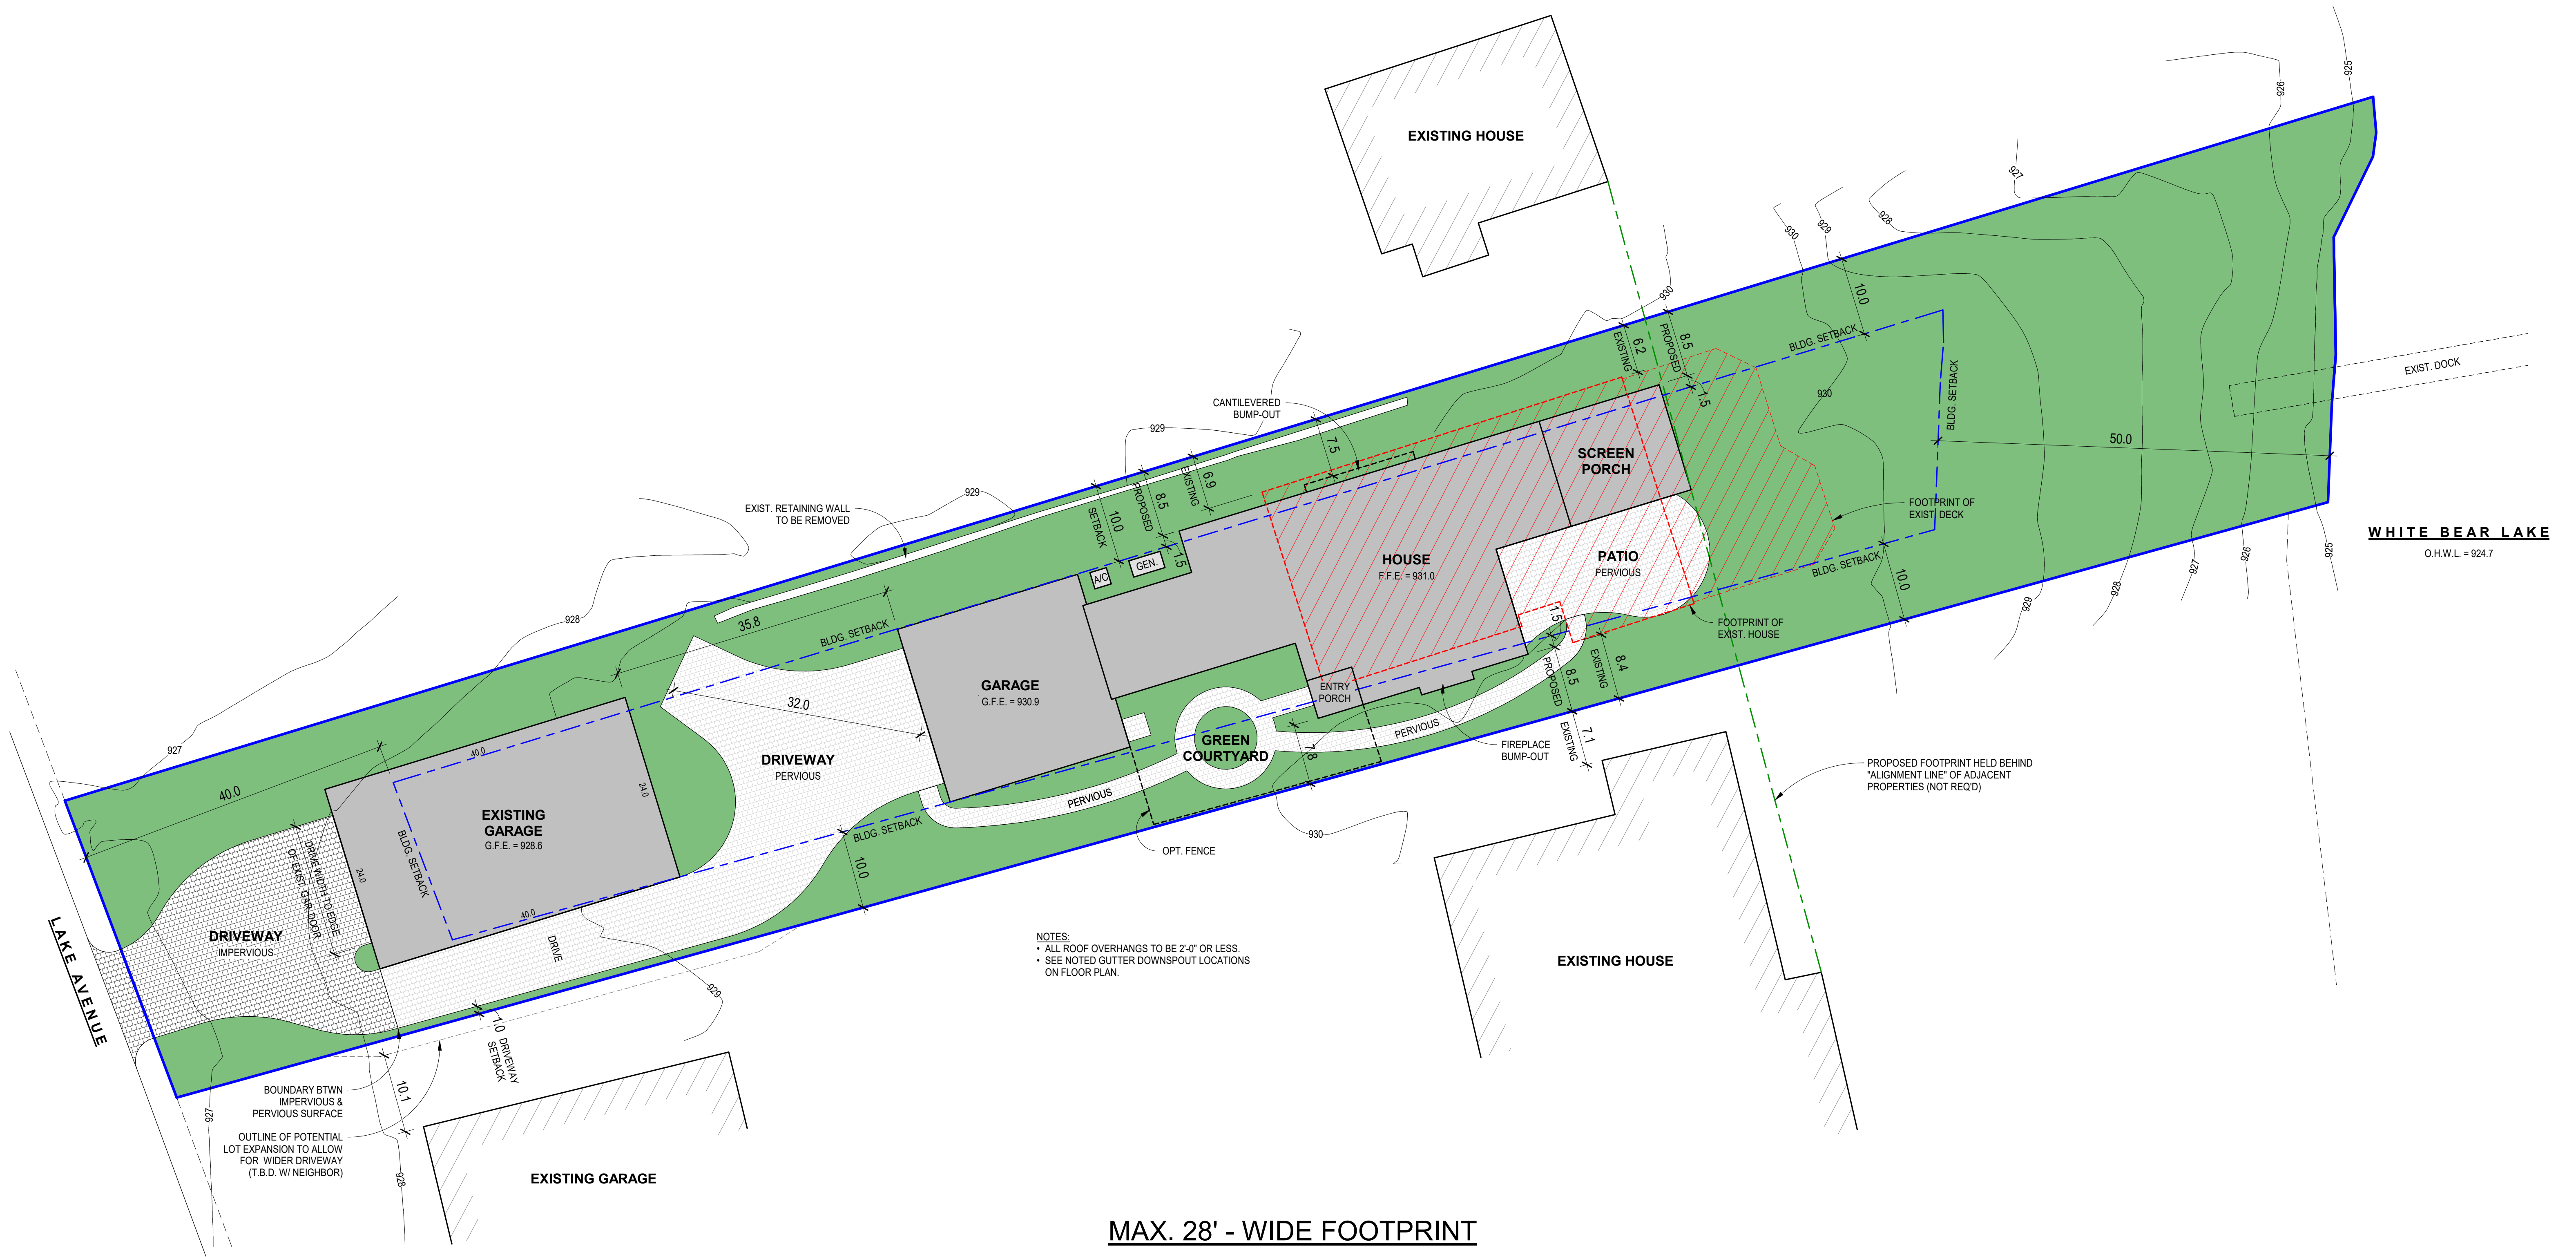 EXISTING HOUSE
925
926
927
928
929
930
930
10.0
BLDG. SETBACK
BLDG. SETBACK
EXIST. DOCK
50.0
930
EXISTING
6.2
PROPOSED
8.5
1.5
CANTILEVERED
BUMP-OUT
929
7.5
EXISTING
6.9
PROPOSED
8.5
1.5
SETBACK
10.0
SCREEN
PORCH
FOOTPRINT OF
EXIST. DECK
WHITE BEAR LAKE
O.H.W.L. = 924.7
925
926
927
928
929
929
EXIST. RETAINING WALL
TO BE REMOVED
HOUSE
F.F.E. = 931.0
PATIO
PERVIOUS
BLDG. SETBACK
10.0
A/C
GEN.
928
35.8
BLDG. SETBACK
FOOTPRINT OF
EXIST. HOUSE
1.5
PROPOSED
8.5
EXISTING
8.4
EXISTING
7.1
GARAGE
G.F.E. = 930.9
ENTRY
PORCH
32.0
927
40.0
40.0
24.0
DRIVEWAY
PERVIOUS
GREEN
COURTYARD
PERVIOUS
7.8
FIREPLACE
BUMP-OUT
PROPOSED FOOTPRINT HELD BEHIND
"ALIGNMENT LINE" OF ADJACENT
PROPERTIES (NOT REQ'D)
EXISTING
GARAGE
G.F.E. = 928.6
PERVIOUS
BLDG. SETBACK
930
OPT. FENCE
10.0
DRIVE WIDTH TO EDGE
OF EXIST. GAR. DOOR
24.0
BLDG. SETBACK
40.0
DRIVEWAY
IMPERVIOUS
DRIVE
NOTES:
• ALL ROOF OVERHANGS TO BE 2'-0" OR LESS.
• SEE NOTED GUTTER DOWNSPOUT LOCATIONS
ON FLOOR PLAN.
EXISTING HOUSE
LAKE AVENUE
929
1.0 DRIVEWAY
SETBACK
BOUNDARY BTWN
IMPERVIOUS &
PERVIOUS SURFACE
10.1
927
OUTLINE OF POTENTIAL
LOT EXPANSION TO ALLOW
FOR WIDER DRIVEWAY
(T.B.D. W/ NEIGHBOR)
928
EXISTING GARAGE
MAX. 28' - WIDE FOOTPRINT